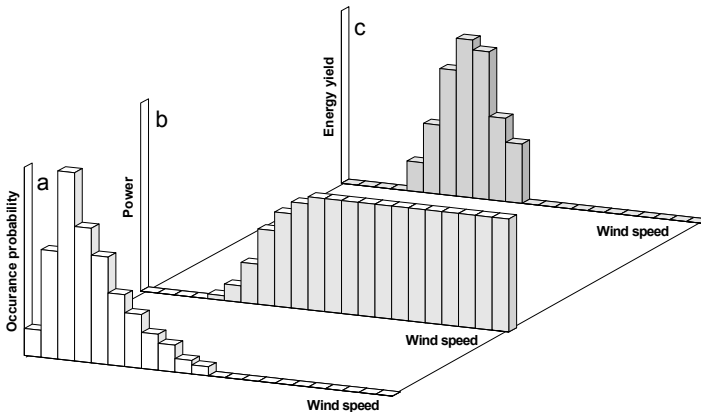 a
Occurance probability
Wind speed
b
Power
Wind speed
c
Energy yield
Wind speed